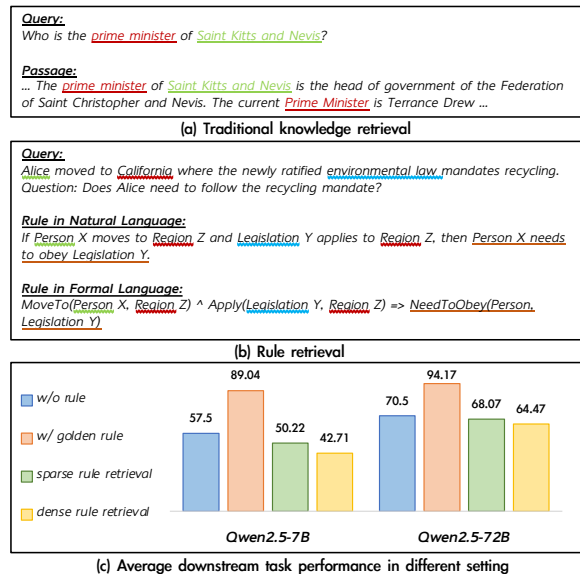 Query:
Who is the prime minister of Saint Kitts and Nevis?
Passage:
... The prime minister of Saint Kitts and Nevis is the head of government of the Federation
of Saint Christopher and Nevis. The current Prime Minister is Terrance Drew ...
(a) Traditional knowledge retrieval
Query:
Alice moved to California where the newly ratified environmental law mandates recycling.
Question: Does Alice need to follow the recycling mandate?
Rule in Natural Language:
If Person X moves to Region Z and Legislation Y applies to Region Z, then Person X needs
to obey Legislation Y.
Rule in Formal Language:
MoveTo(Person X, Region Z) ^ Apply(Legislation Y, Region Z) => NeedToObey(Person,
Legislation Y)
(b) Rule retrieval
w/o rule
w/ golden rule
sparse rule retrieval
dense rule retrieval
57.5
89.04
50.22
42.71
70.5
94.17
68.07
64.47
Qwen2.5-7B
Qwen2.5-72B
(c) Average downstream task performance in different setting